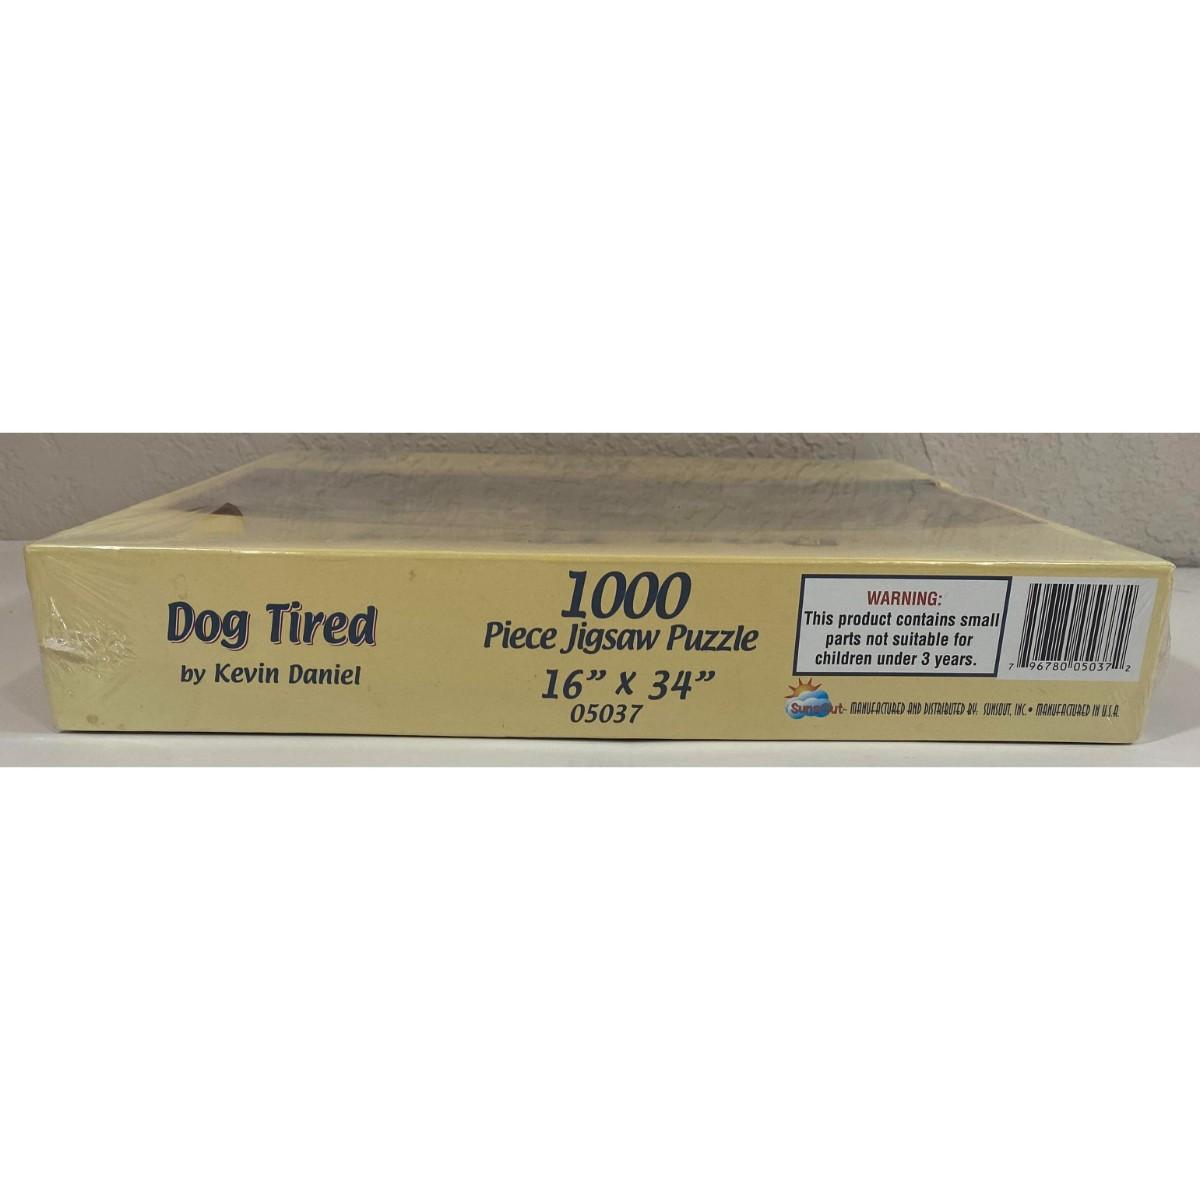 Dog Tired
by Kevin Daniel
1000
Piece Jigsaw Puzzle
16” x 34”
05037
WARNING:
This product contains small
parts not suitable for
children under 3 years.
7 96780 05037 2
SunsOut
MANUFACTURED AND DISTRIBUTED BY: SUNSOUT, INC. • MANUFACTURED IN U.S.A.